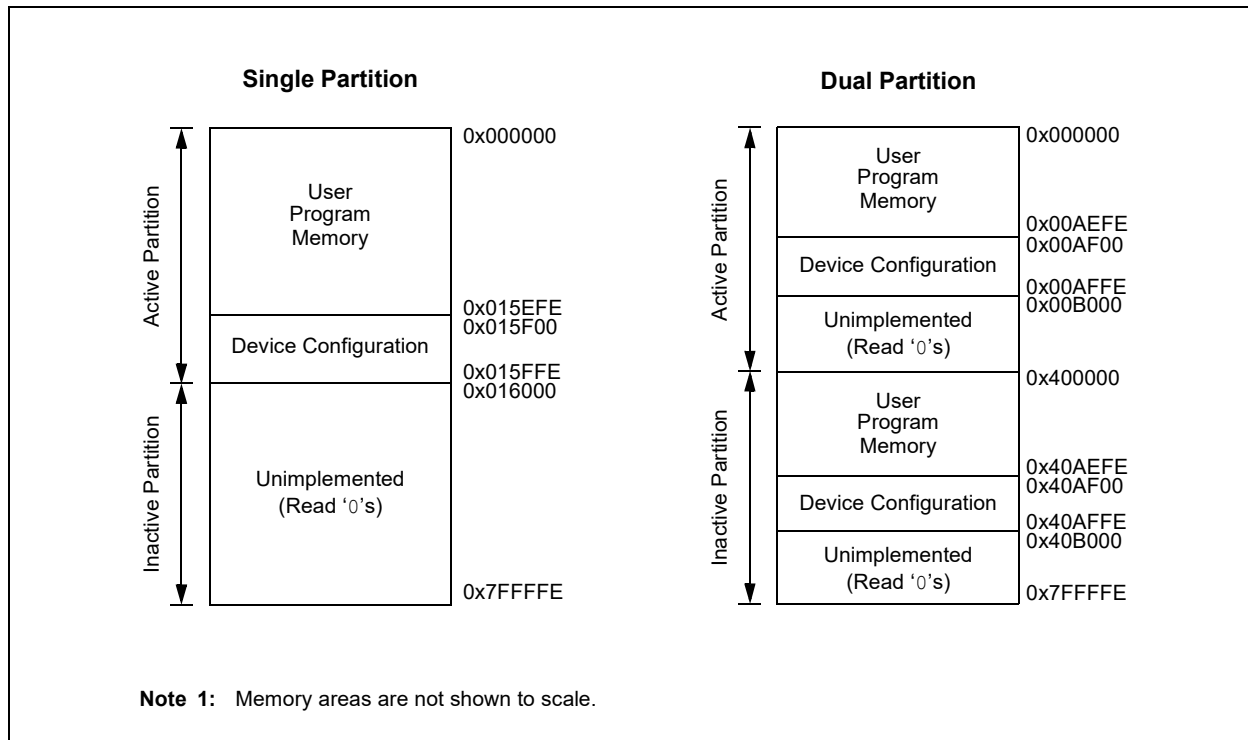 Single Partition
Active Partition
Inactive Partition
User
Program
Memory
Device Configuration
Unimplemented
(Read ‘0’s)
0x000000
0x015EFE
0x015F00
0x015FFE
0x016000
0x7FFFFE
Dual Partition
Active Partition
Inactive Partition
User
Program
Memory
Device Configuration
Unimplemented
(Read ‘0’s)
User
Program
Memory
Device Configuration
Unimplemented
(Read ‘0’s)
0x000000
0x00AEFE
0x00AF00
0x00AFFE
0x00B000
0x400000
0x40AEFE
0x40AF00
0x40AFFE
0x40B000
0x7FFFFE
Note 1: Memory areas are not shown to scale.